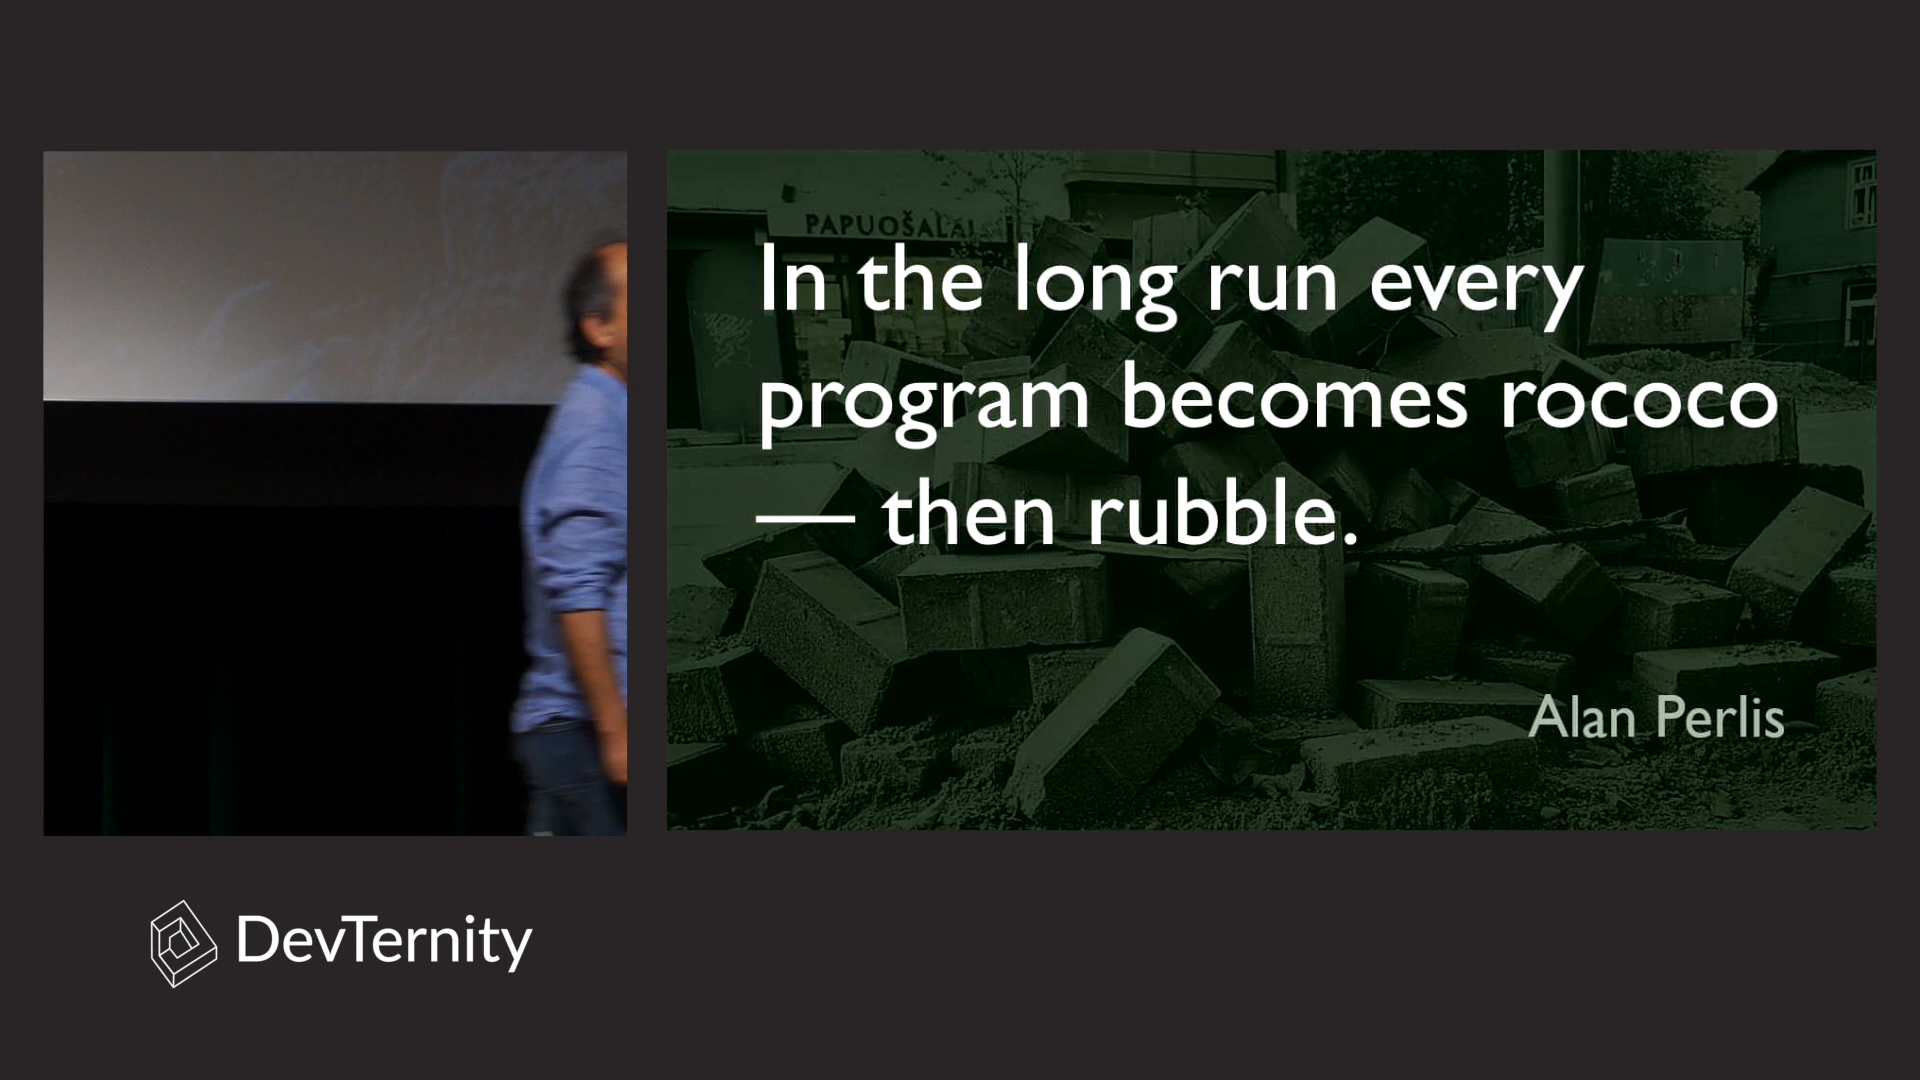 PAPUOŠALAI
In the long run every
program becomes rococo
— then rubble.
Alan Perlis
DevTernity